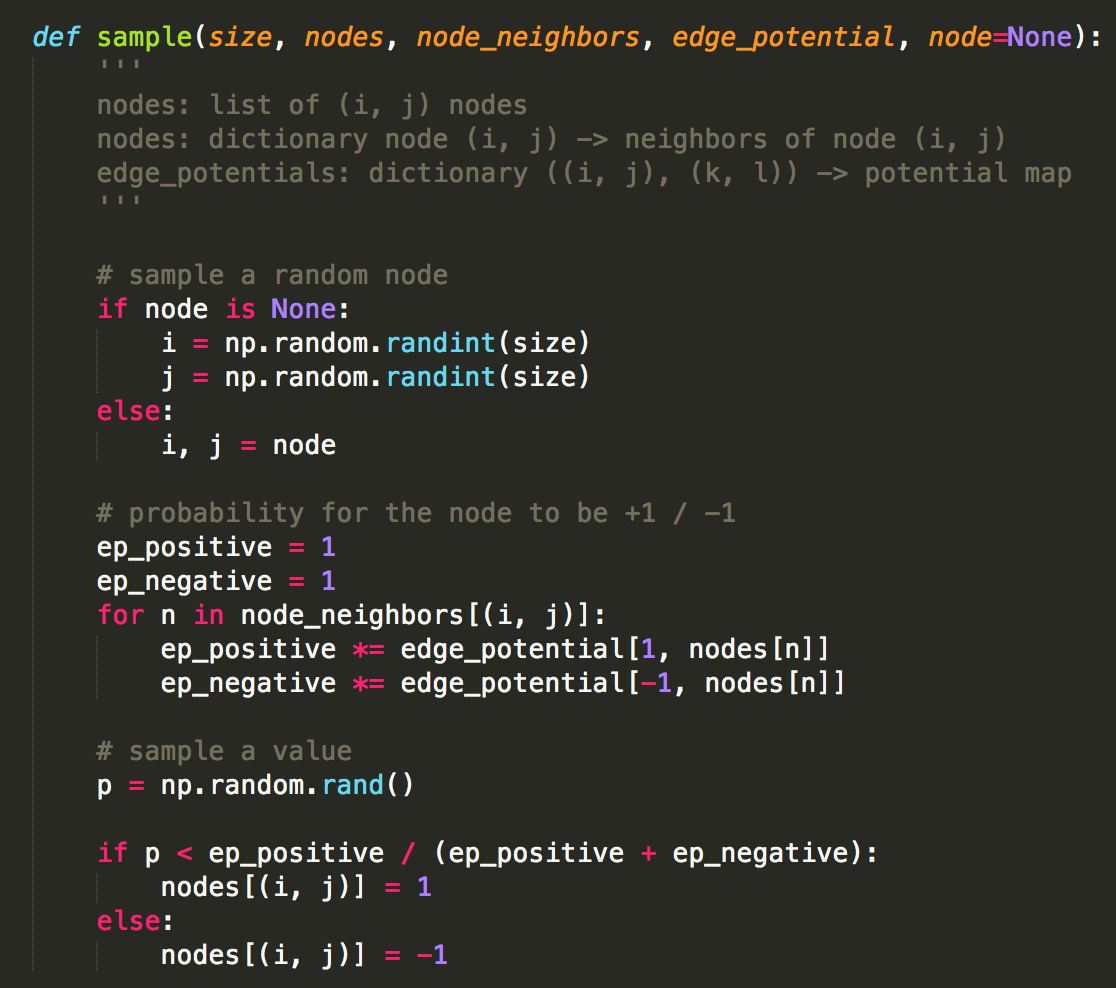 def sample(size, nodes, node_neighbors, edge_potential, node=None):
    '''
    nodes: list of (i, j) nodes
    nodes: dictionary node (i, j) -> neighbors of node (i, j)
    edge_potentials: dictionary ((i, j), (k, l)) -> potential map
    '''

    # sample a random node
    if node is None:
        i = np.random.randint(size)
        j = np.random.randint(size)
    else:
        i, j = node

    # probability for the node to be +1 / -1
    ep_positive = 1
    ep_negative = 1
    for n in node_neighbors[(i, j)]:
        ep_positive *= edge_potential[1, nodes[n]]
        ep_negative *= edge_potential[-1, nodes[n]]

    # sample a value
    p = np.random.rand()

    if p < ep_positive / (ep_positive + ep_negative):
        nodes[(i, j)] = 1
    else:
        nodes[(i, j)] = -1